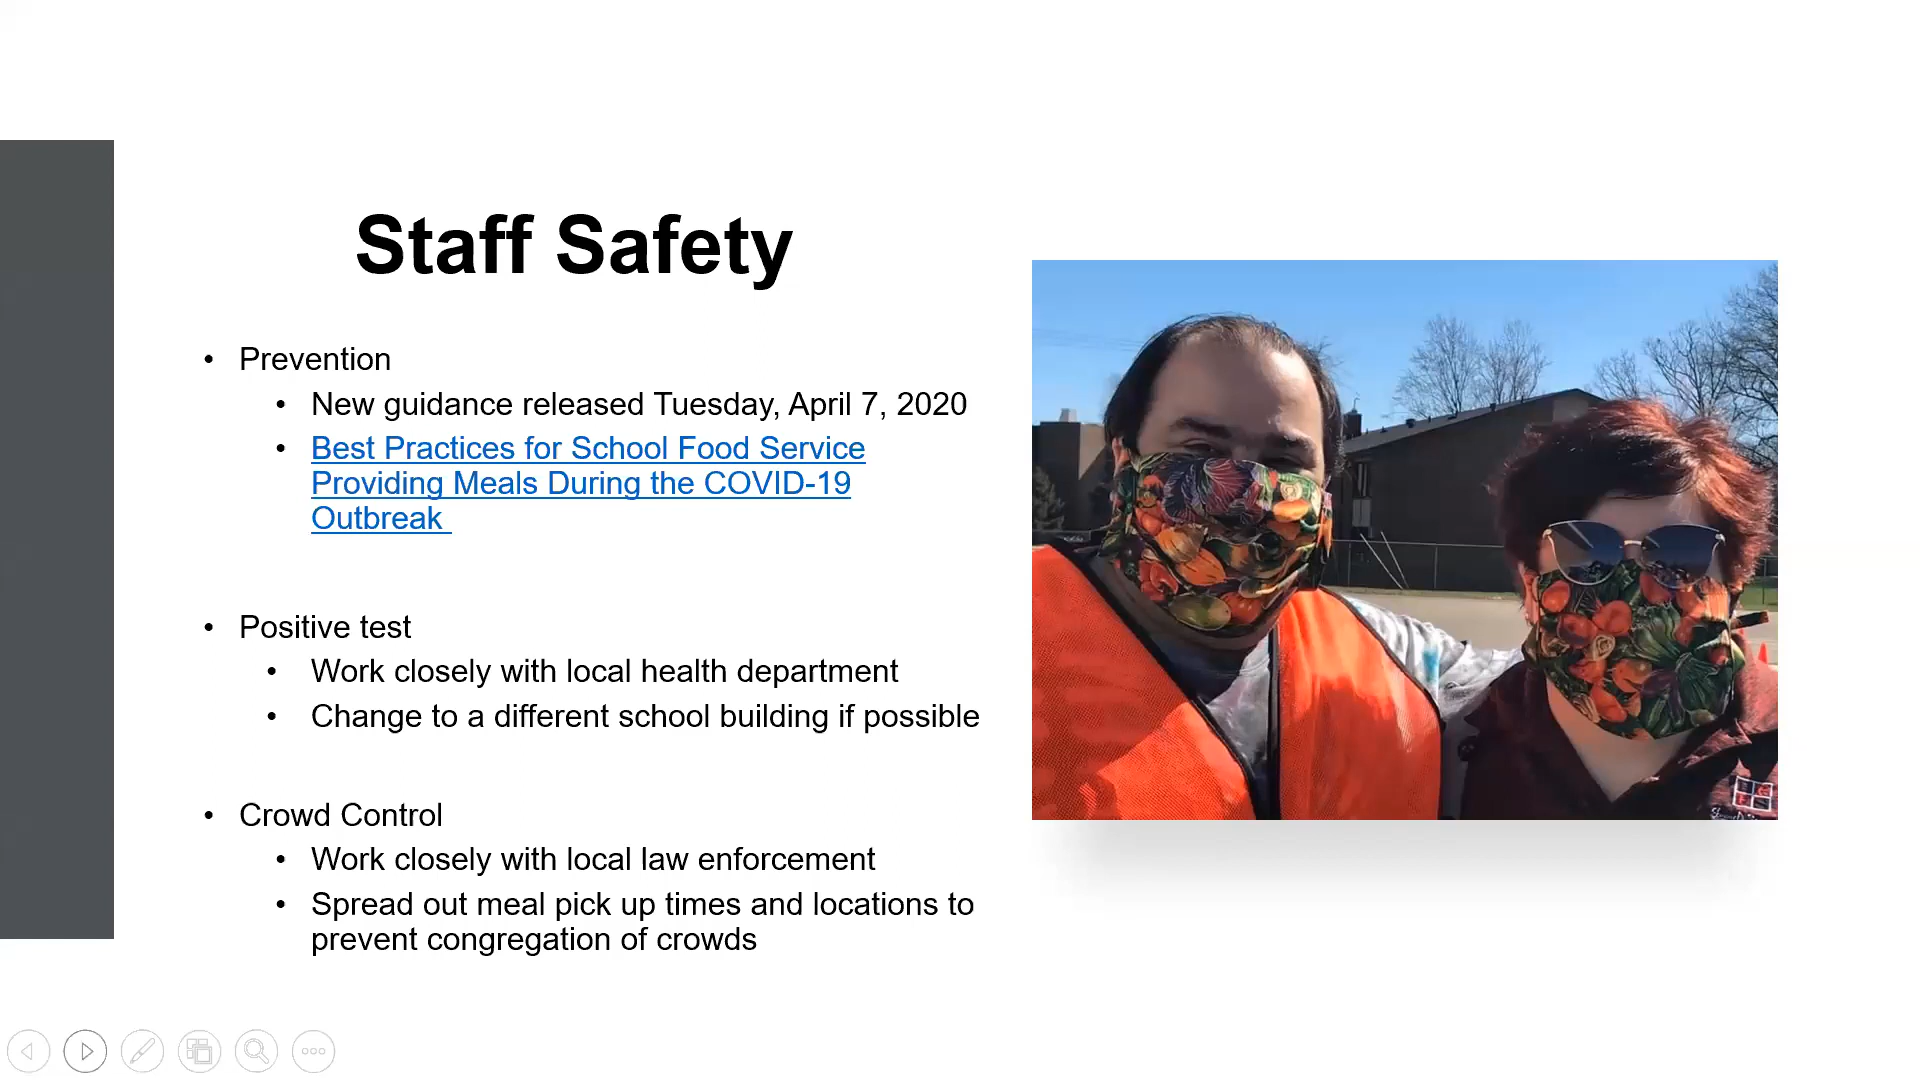 Staff Safety
• Prevention
• New guidance released Tuesday, April 7, 2020
• Best Practices for School Food Service
Providing Meals During the COVID-19
Outbreak
• Positive test
• Work closely with local health department
• Change to a different school building if possible
• Crowd Control
• Work closely with local law enforcement
• Spread out meal pick up times and locations to
prevent congregation of crowds